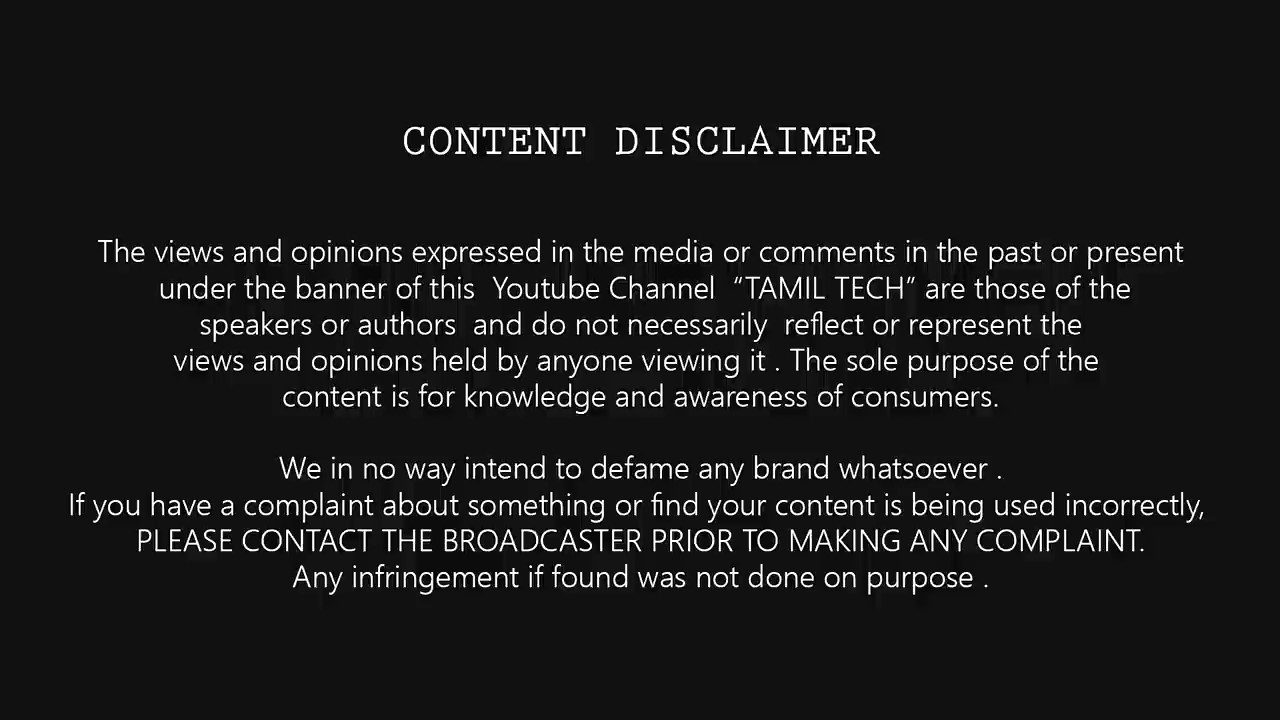 CONTENT DISCLAIMER
The views and opinions expressed in the media or comments in the past or present
under the banner of this  Youtube Channel  “TAMIL TECH” are those of the
speakers or authors  and do not necessarily  reflect or represent the
views and opinions held by anyone viewing it . The sole purpose of the
content is for knowledge and awareness of consumers.
We in no way intend to defame any brand whatsoever .
If you have a complaint about something or find your content is being used incorrectly,
PLEASE CONTACT THE BROADCASTER PRIOR TO MAKING ANY COMPLAINT.
Any infringement if found was not done on purpose .